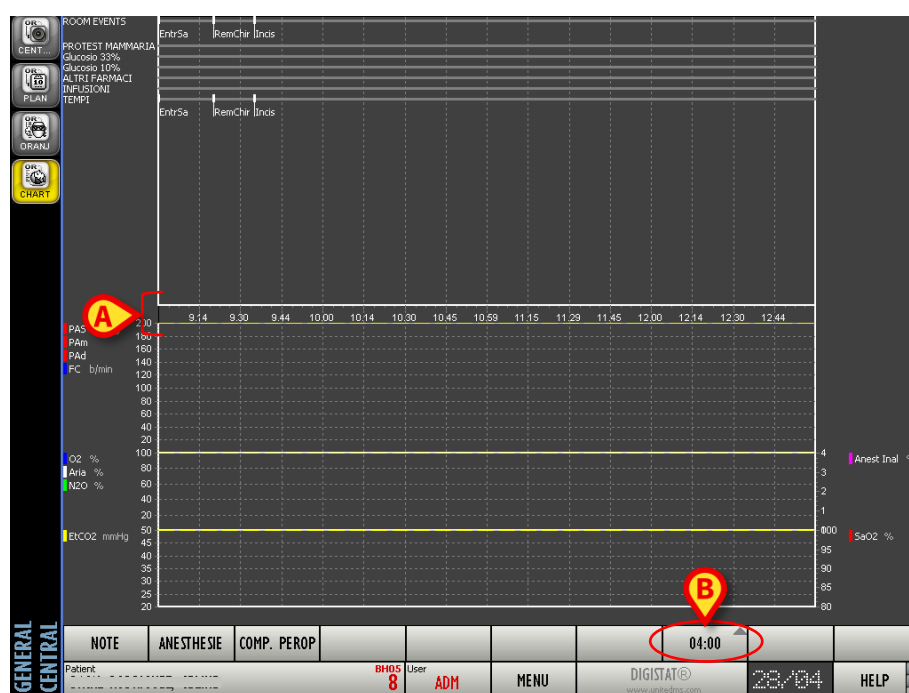 OR
CENT...
OR
PLAN
OR
ORANJ
OR
CHART
ROOM EVENTS
EntrSa RemChir Incis
PROTEST MAMMARIA
Glucosio 33%
Glucosio 10%
ALTRI FARMACI
INFUSIONI
TEMPI
EntrSa RemChir Incis
A
9.14 9.30 9.44 10.00 10.14 10.30 10.45 10.59 11.15 11.29 11.45 12.00 12.14 12.30 12.44
200
PAS
180
PAm
160
PAd
140
FC b/min 120
100
80
60
40
20
O2 % 100 4 Anest Inal
Aria % 80 3
N2O % 60
2
40
1
20
EtCO2 mmHg 50 100 SaO2 %
45
95
40
35 90
30
85
25
20 80
B
GENERAL
CENTRAL
NOTE ANESTHESIE COMP. PEROP 04:00
Patient BH05 8 User ADM MENU DIGISTAT® 28/04 HELP
www.unitedms.com